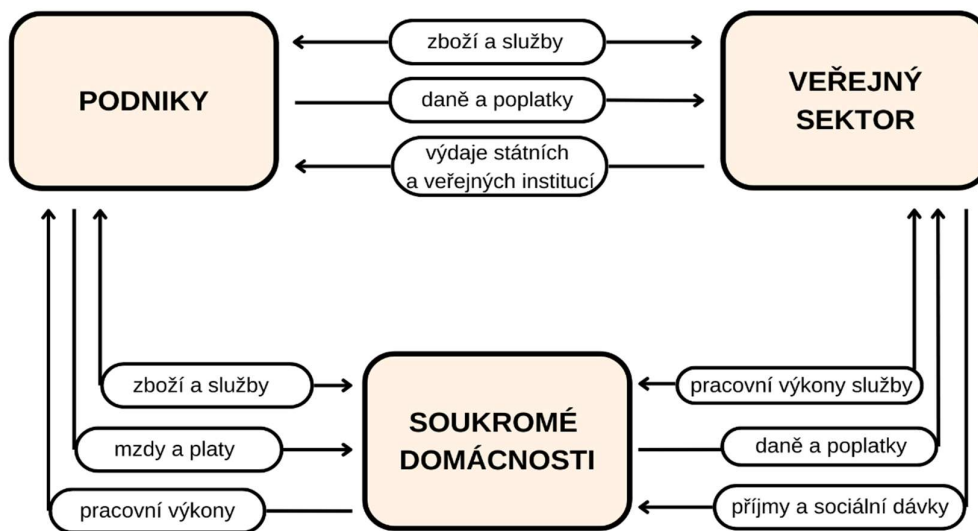 PODNIKY
zboží a služby
daně a poplatky
výdaje státních
a veřejných institucí
VEŘEJNÝ
SEKTOR
zboží a služby
mzdy a platy
pracovní výkony
SOUKROMÉ
DOMÁCNOSTI
pracovní výkony služby
daně a poplatky
příjmy a sociální dávky